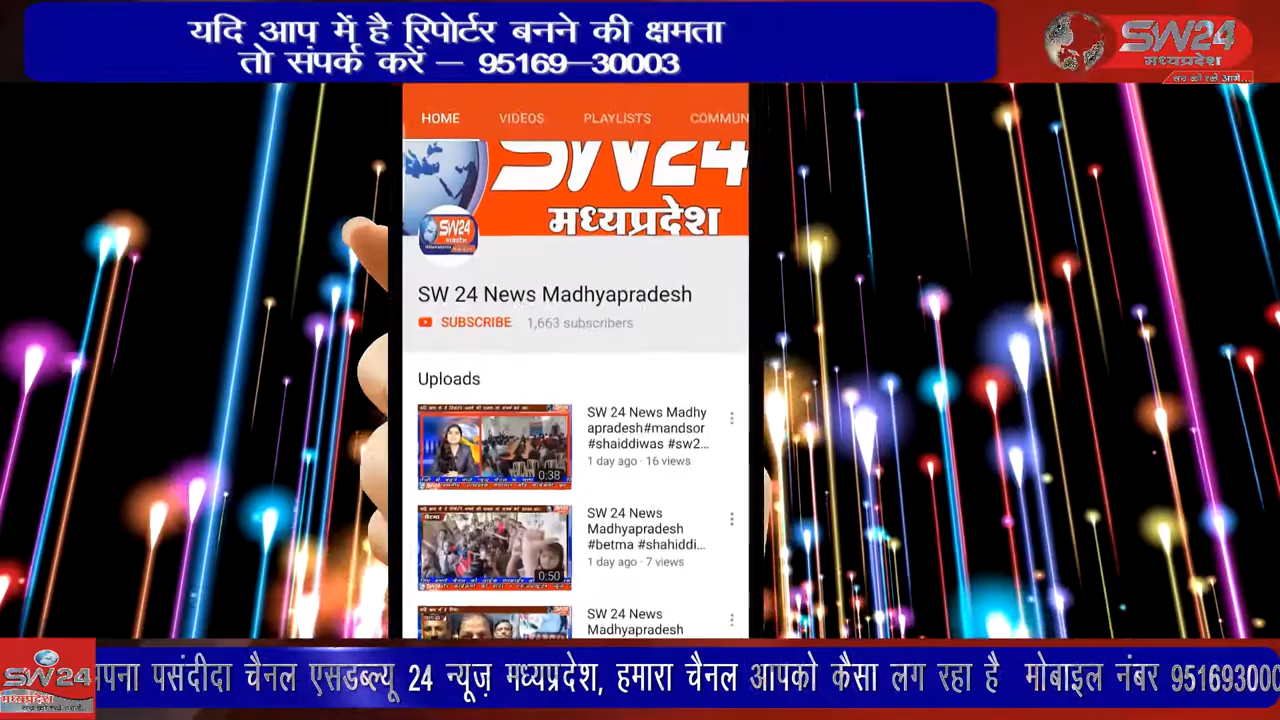 यदि आप में है रिपोर्टर बनने की क्षमता
तो संपर्क करें – 95169-30003
SW24
मध्यप्रदेश
सच को रखे आगे...
HOME VIDEOS PLAYLISTS COMMUN
SW24
मध्यप्रदेश
SW24
SW 24 News Madhyapradesh
SUBSCRIBE 1,663 subscribers
Uploads
SW 24 News Madhy
apradesh#mandsor
#shaiddiwas #sw2...
1 day ago · 16 views
0:38
SW 24 News
Madhyapradesh
#betma #shahiddi...
1 day ago · 7 views
0:50
SW 24 News
Madhyapradesh
SW24
मध्यप्रदेश
पना पसंदीदा चैनल एसडब्ल्यू 24 न्यूज़ मध्यप्रदेश, हमारा चैनल आपको कैसा लग रहा है मोबाइल नंबर 95169300